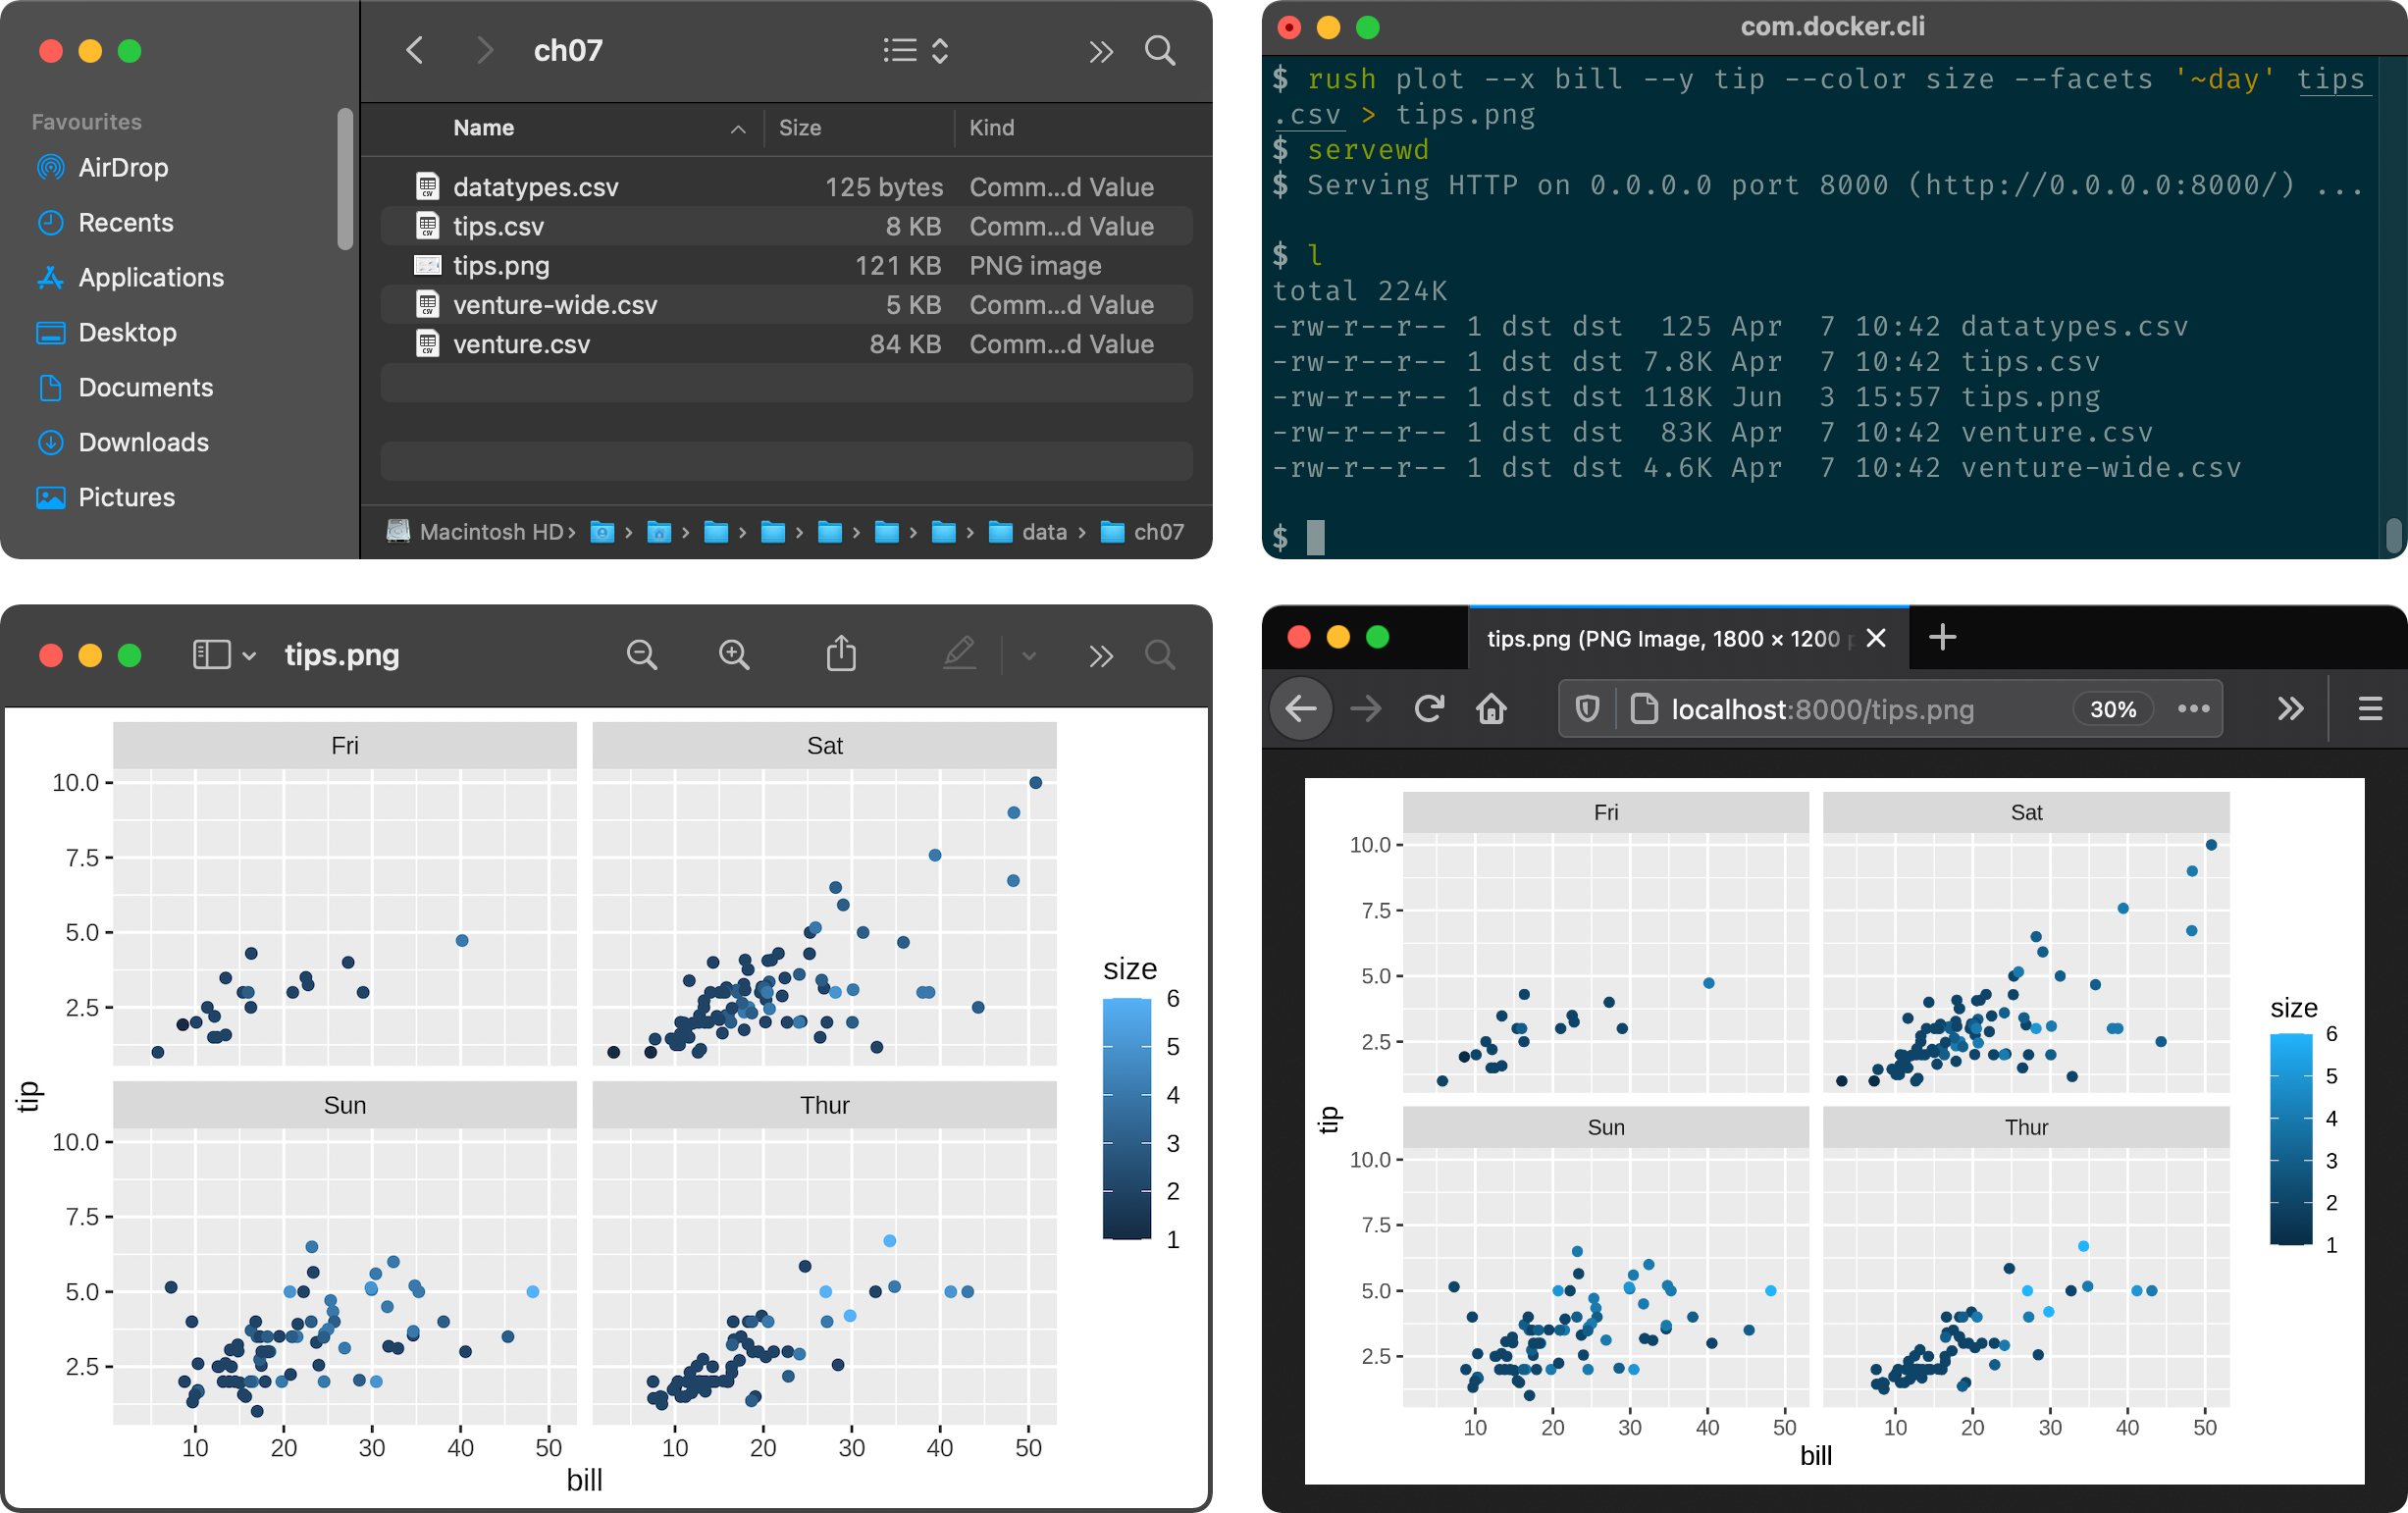 ch07
Favourites
AirDrop
Recents
Applications
Desktop
Documents
Downloads
Pictures
Name Size Kind
datatypes.csv 125 bytes Comm...d Value
tips.csv 8 KB Comm...d Value
tips.png 121 KB PNG image
venture-wide.csv 5 KB Comm...d Value
venture.csv 84 KB Comm...d Value
Macintosh HD › › › › › › › › data › ch07
com.docker.cli
$ rush plot --x bill --y tip --color size --facets '~day' tips
.csv > tips.png
$ servewd
$ Serving HTTP on 0.0.0.0 port 8000 (http://0.0.0.0:8000/) ...
$ l
total 224K
-rw-r--r-- 1 dst dst  125 Apr  7 10:42 datatypes.csv
-rw-r--r-- 1 dst dst 7.8K Apr  7 10:42 tips.csv
-rw-r--r-- 1 dst dst 118K Jun  3 15:57 tips.png
-rw-r--r-- 1 dst dst  83K Apr  7 10:42 venture.csv
-rw-r--r-- 1 dst dst 4.6K Apr  7 10:42 venture-wide.csv
$
tips.png
Fri Sat
10.0
7.5
5.0
2.5
Sun Thur
10.0
7.5
5.0
2.5
10 20 30 40 50 10 20 30 40 50
bill
tip
size
6
5
4
3
2
1
tips.png (PNG Image, 1800 × 1200
localhost:8000/tips.png 30%
Fri Sat
10.0
7.5
5.0
2.5
Sun Thur
10.0
7.5
5.0
2.5
10 20 30 40 50 10 20 30 40 50
bill
tip
size
6
5
4
3
2
1